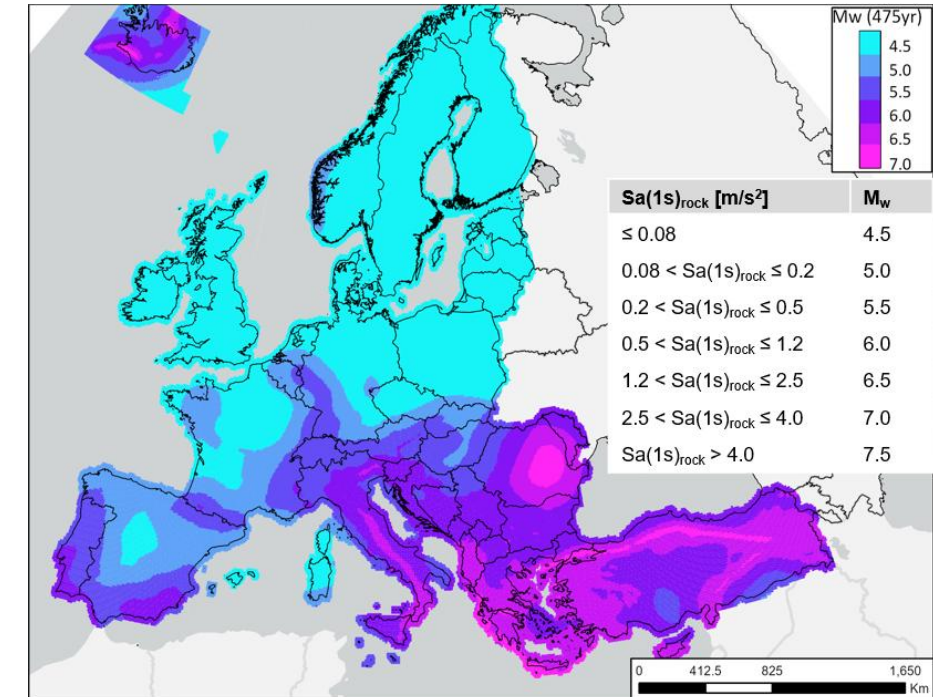 Mw (475yr)
4.5
5.0
5.5
6.0
6.5
7.0
Sa(1s)rock [m/s²] Mw
≤ 0.08 4.5
0.08 < Sa(1s)rock ≤ 0.2 5.0
0.2 < Sa(1s)rock ≤ 0.5 5.5
0.5 < Sa(1s)rock ≤ 1.2 6.0
1.2 < Sa(1s)rock ≤ 2.5 6.5
2.5 < Sa(1s)rock ≤ 4.0 7.0
Sa(1s)rock > 4.0 7.5
0 412.5 825 1,650
Km